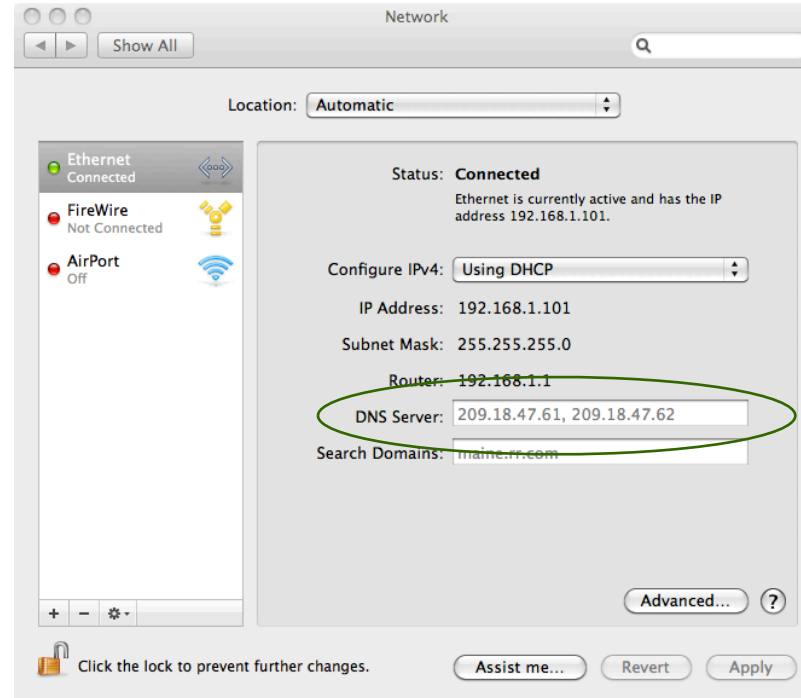 Network
Show All
Location: Automatic
Ethernet
Connected
FireWire
Not Connected
AirPort
Off
Status: Connected
Ethernet is currently active and has the IP
address 192.168.1.101.
Configure IPv4: Using DHCP
IP Address: 192.168.1.101
Subnet Mask: 255.255.255.0
Router: 192.168.1.1
DNS Server: 209.18.47.61, 209.18.47.62
Search Domains: maine.rr.com
Advanced... ?
+ -
Click the lock to prevent further changes.
Assist me... Revert Apply